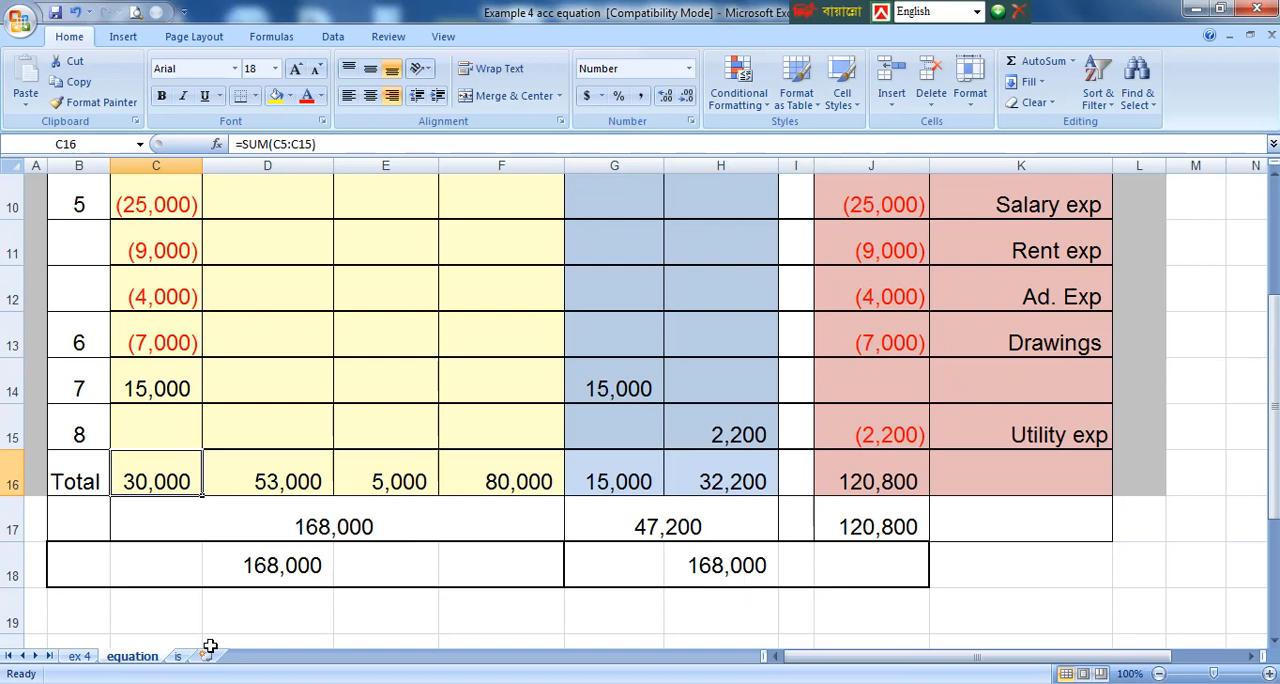 Example 4 acc equation [Compatibility Mode] - Microsoft Exc
বায়ান্নো
English
Home Insert Page Layout Formulas Data Review View
Cut
Copy
Format Painter
Paste
Clipboard
Arial 18
B I U
Font
Wrap Text
Merge & Center
Alignment
Number
$ % ,
Number
Conditional Formatting
Format as Table
Cell Styles
Styles
Insert Delete Format
Cells
AutoSum
Fill
Clear
Sort & Filter
Find & Select
Editing
C16 fx =SUM(C5:C15)
A B C D E F G H I J K L M N
10 5 (25,000) (25,000) Salary exp
11 (9,000) (9,000) Rent exp
12 (4,000) (4,000) Ad. Exp
13 6 (7,000) (7,000) Drawings
14 7 15,000 15,000
15 8 2,200 (2,200) Utility exp
16 Total 30,000 53,000 5,000 80,000 15,000 32,200 120,800
17 168,000 47,200 120,800
18 168,000 168,000
19
ex 4 equation is
Ready 100%